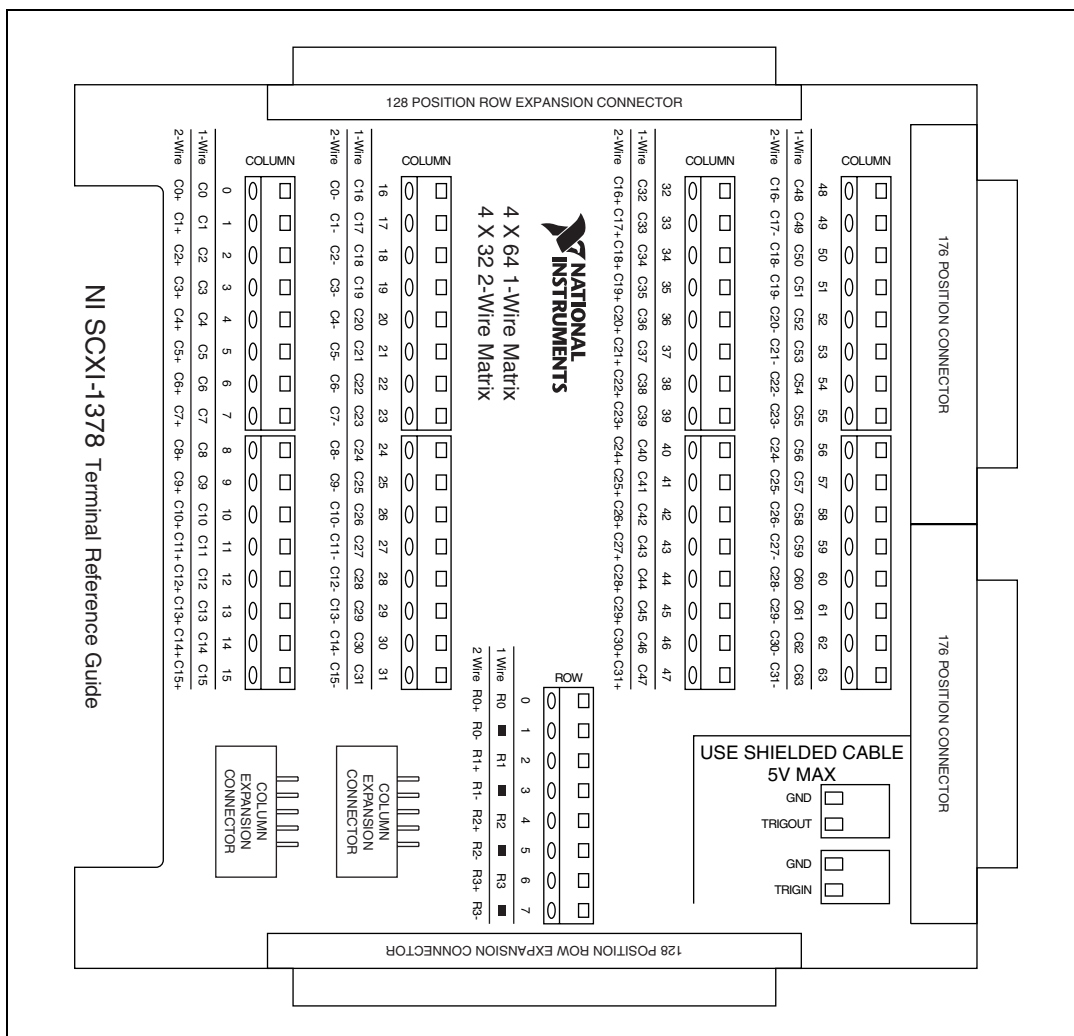 128 POSITION ROW EXPANSION CONNECTOR
COLUMN
0 1 2 3 4 5 6 7 8 9 10 11 12 13 14 15
1-Wire C0 C1 C2 C3 C4 C5 C6 C7 C8 C9 C10 C11 C12 C13 C14 C15
2-Wire C0+ C1+ C2+ C3+ C4+ C5+ C6+ C7+ C8+ C9+ C10+ C11+ C12+ C13+ C14+ C15+
COLUMN
16 17 18 19 20 21 22 23 24 25 26 27 28 29 30 31
1-Wire C16 C17 C18 C19 C20 C21 C22 C23 C24 C25 C26 C27 C28 C29 C30 C31
2-Wire C0- C1- C2- C3- C4- C5- C6- C7- C8- C9- C10- C11- C12- C13- C14- C15-
NATIONAL
INSTRUMENTS
4 X 64 1-Wire Matrix
4 X 32 2-Wire Matrix
COLUMN
32 33 34 35 36 37 38 39 40 41 42 43 44 45 46 47
1-Wire C32 C33 C34 C35 C36 C37 C38 C39 C40 C41 C42 C43 C44 C45 C46 C47
2-Wire C16+ C17+ C18+ C19+ C20+ C21+ C22+ C23+ C24+ C25+ C26+ C27+ C28+ C29+ C30+ C31+
COLUMN
48 49 50 51 52 53 54 55 56 57 58 59 60 61 62 63
1-Wire C48 C49 C50 C51 C52 C53 C54 C55 C56 C57 C58 C59 C60 C61 C62 C63
2-Wire C16- C17- C18- C19- C20- C21- C22- C23- C24- C25- C26- C27- C28- C29- C30- C31-
176 POSITION CONNECTOR
176 POSITION CONNECTOR
NI SCXI-1378 Terminal Reference Guide
ROW
0 1 2 3 4 5 6 7
1 Wire R0 ■ R1 ■ R2 ■ R3 ■
2 Wire R0+ R0- R1+ R1- R2+ R2- R3+ R3-
USE SHIELDED CABLE
5V MAX
GND
TRIGOUT
GND
TRIGIN
COLUMN
EXPANSION
CONNECTOR
COLUMN
EXPANSION
CONNECTOR
128 POSITION ROW EXPANSION CONNECTOR